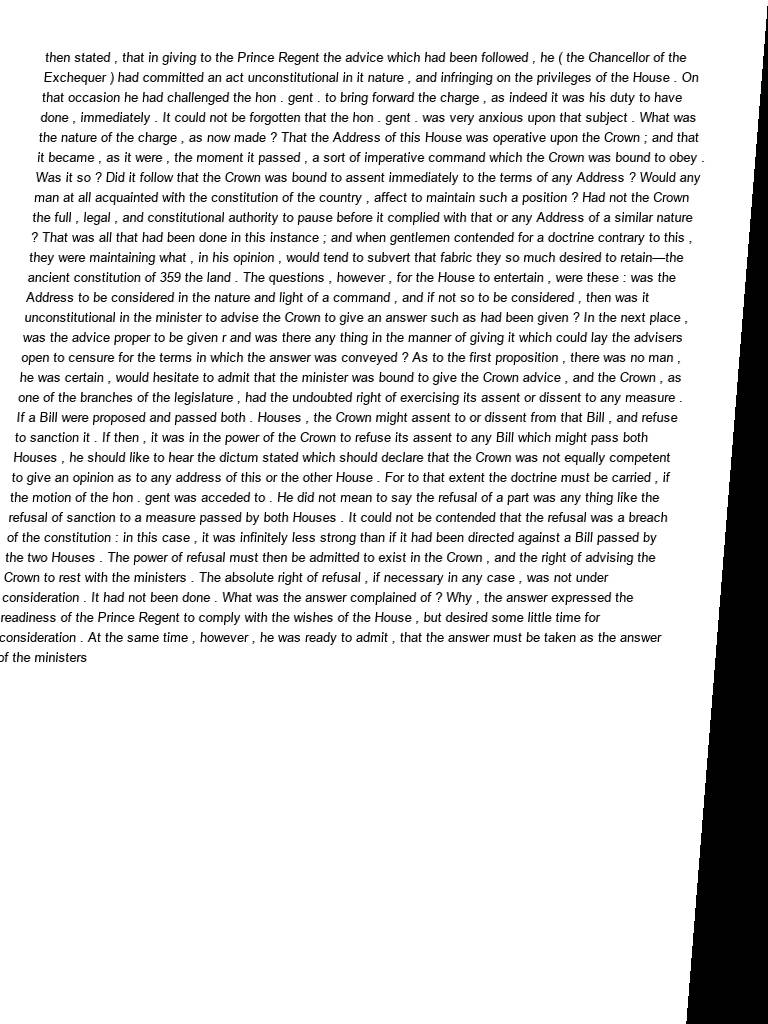 then stated , that in giving to the Prince Regent the advice which had been followed , he ( the Chancellor of the
Exchequer ) had committed an act unconstitutional in it nature , and infringing on the privileges of the House . On
that occasion he had challenged the hon . gent . to bring forward the charge , as indeed it was his duty to have
done , immediately . It could not be forgotten that the hon . gent . was very anxious upon that subject . What was
the nature of the charge , as now made ? That the Address of this House was operative upon the Crown ; and that
it became , as it were , the moment it passed , a sort of imperative command which the Crown was bound to obey .
Was it so ? Did it follow that the Crown was bound to assent immediately to the terms of any Address ? Would any
man at all acquainted with the constitution of the country , affect to maintain such a position ? Had not the Crown
the full , legal , and constitutional authority to pause before it complied with that or any Address of a similar nature
? That was all that had been done in this instance ; and when gentlemen contended for a doctrine contrary to this ,
they were maintaining what , in his opinion , would tend to subvert that fabric they so much desired to retain—the
ancient constitution of 359 the land . The questions , however , for the House to entertain , were these : was the
Address to be considered in the nature and light of a command , and if not so to be considered , then was it
unconstitutional in the minister to advise the Crown to give an answer such as had been given ? In the next place ,
was the advice proper to be given r and was there any thing in the manner of giving it which could lay the advisers
open to censure for the terms in which the answer was conveyed ? As to the first proposition , there was no man ,
he was certain , would hesitate to admit that the minister was bound to give the Crown advice , and the Crown , as
one of the branches of the legislature , had the undoubted right of exercising its assent or dissent to any measure .
If a Bill were proposed and passed both . Houses , the Crown might assent to or dissent from that Bill , and refuse
to sanction it . If then , it was in the power of the Crown to refuse its assent to any Bill which might pass both
Houses , he should like to hear the dictum stated which should declare that the Crown was not equally competent
to give an opinion as to any address of this or the other House . For to that extent the doctrine must be carried , if
the motion of the hon . gent was acceded to . He did not mean to say the refusal of a part was any thing like the
refusal of sanction to a measure passed by both Houses . It could not be contended that the refusal was a breach
of the constitution : in this case , it was infinitely less strong than if it had been directed against a Bill passed by
the two Houses . The power of refusal must then be admitted to exist in the Crown , and the right of advising the
Crown to rest with the ministers . The absolute right of refusal , if necessary in any case , was not under
consideration . It had not been done . What was the answer complained of ? Why , the answer expressed the
readiness of the Prince Regent to comply with the wishes of the House , but desired some little time for
consideration . At the same time , however , he was ready to admit , that the answer must be taken as the answer
of the ministers